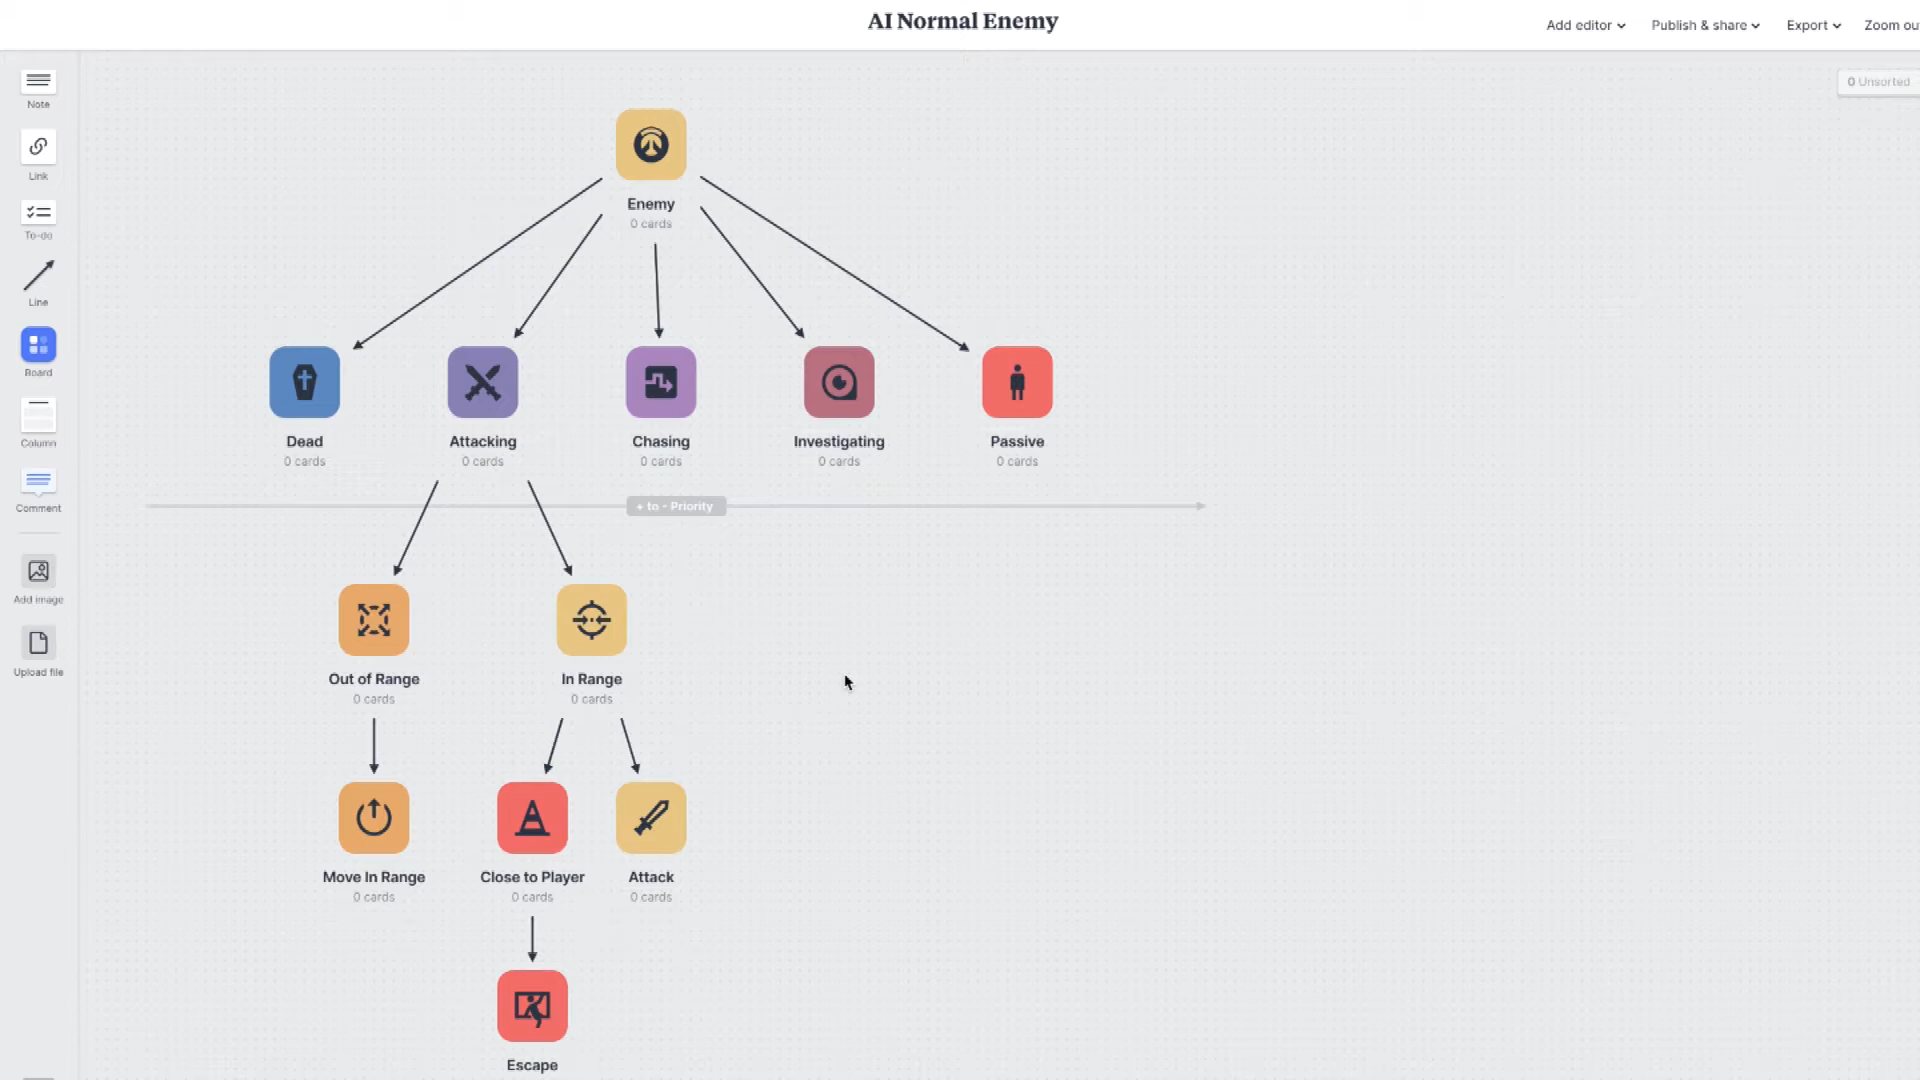 AI Normal Enemy
Add editor
Publish & share
Export
Zoom ou
0 Unsorted
Note
Link
To-do
Line
Board
Column
Comment
Add image
Upload file
Enemy
0 cards
Dead
0 cards
Attacking
0 cards
Chasing
0 cards
Investigating
0 cards
Passive
0 cards
+ to - Priority
Out of Range
0 cards
In Range
0 cards
Move In Range
0 cards
Close to Player
0 cards
Attack
0 cards
Escape